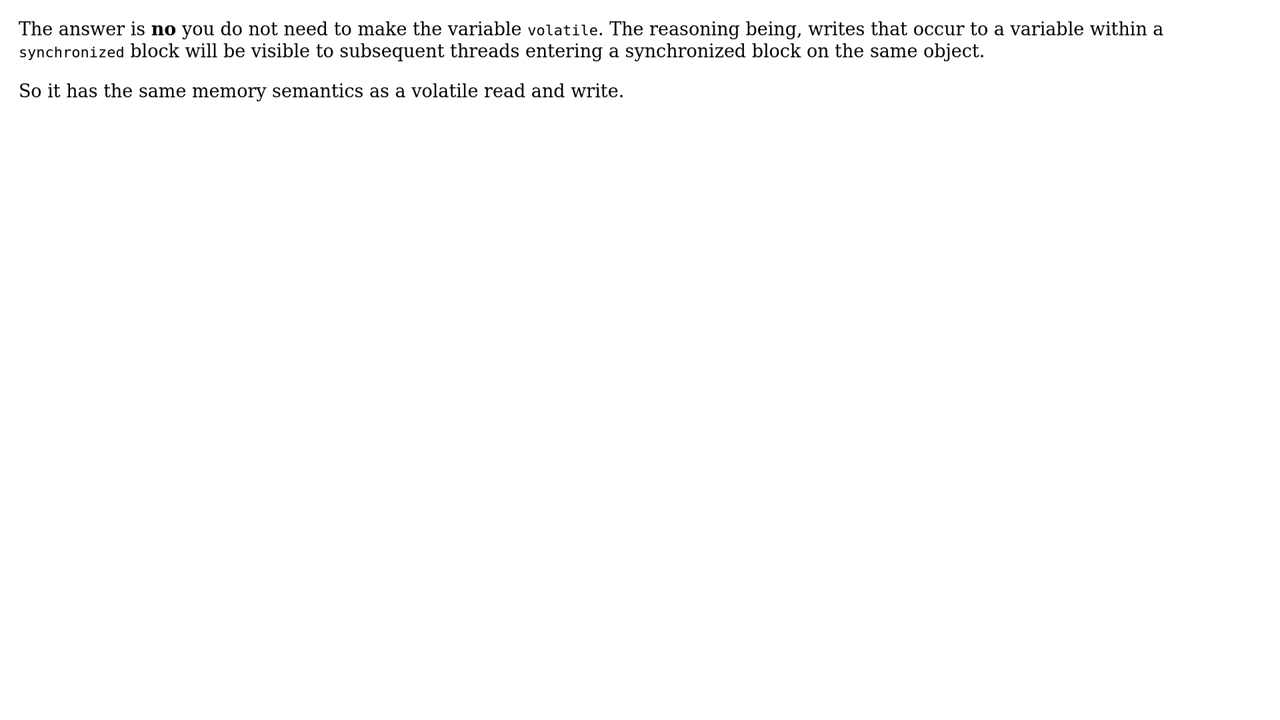 The answer is no you do not need to make the variable volatile. The reasoning being, writes that occur to a variable within a
synchronized block will be visible to subsequent threads entering a synchronized block on the same object.
So it has the same memory semantics as a volatile read and write.